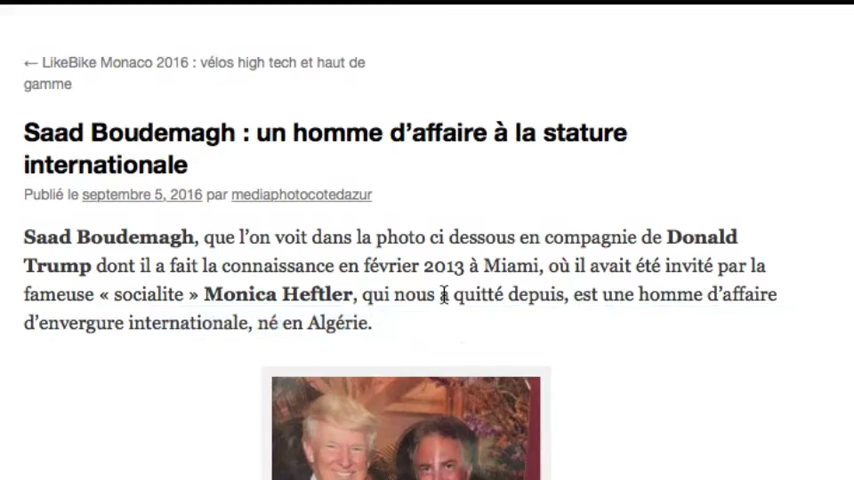 ← LikeBike Monaco 2016 : vélos high tech et haut de
gamme
Saad Boudemagh : un homme d’affaire à la stature
internationale
Publié le septembre 5, 2016 par mediaphotocotedazur
Saad Boudemagh, que l’on voit dans la photo ci dessous en compagnie de Donald
Trump dont il a fait la connaissance en février 2013 à Miami, où il avait été invité par la
fameuse « socialite » Monica Heftler, qui nous a quitté depuis, est une homme d’affaire
d’envergure internationale, né en Algérie.